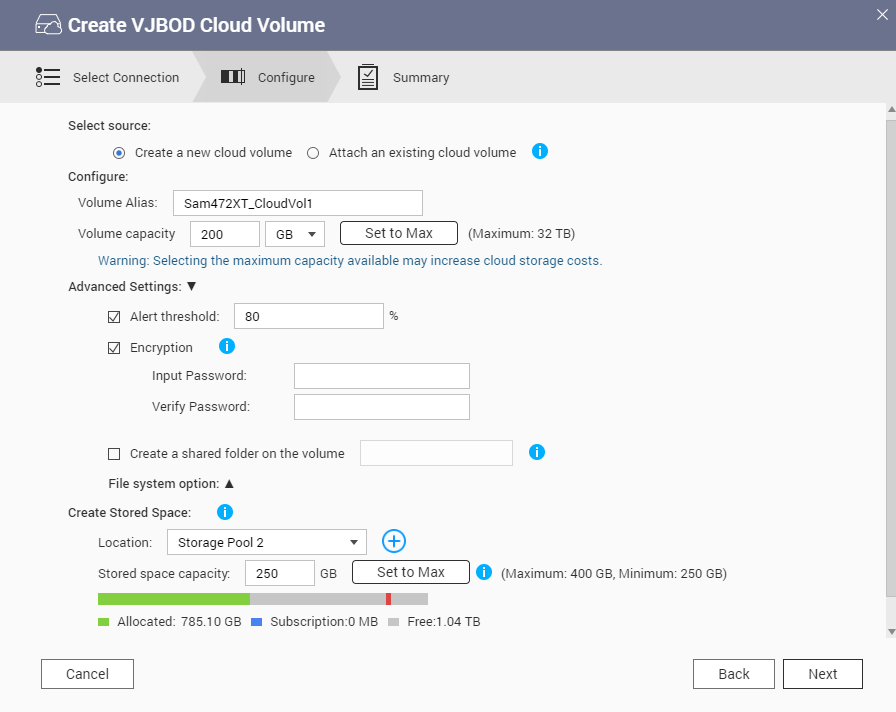 Create VJBOD Cloud Volume
Select Connection Configure Summary
Select source:
Create a new cloud volume Attach an existing cloud volume
Configure:
Volume Alias: Sam472XT_CloudVol1
Volume capacity 200 GB Set to Max (Maximum: 32 TB)
Warning: Selecting the maximum capacity available may increase cloud storage costs.
Advanced Settings:
Alert threshold: 80 %
Encryption
Input Password:
Verify Password:
Create a shared folder on the volume
File system option:
Create Stored Space:
Location: Storage Pool 2
Stored space capacity: 250 GB Set to Max (Maximum: 400 GB, Minimum: 250 GB)
Allocated: 785.10 GB Subscription:0 MB Free:1.04 TB
Cancel Back Next